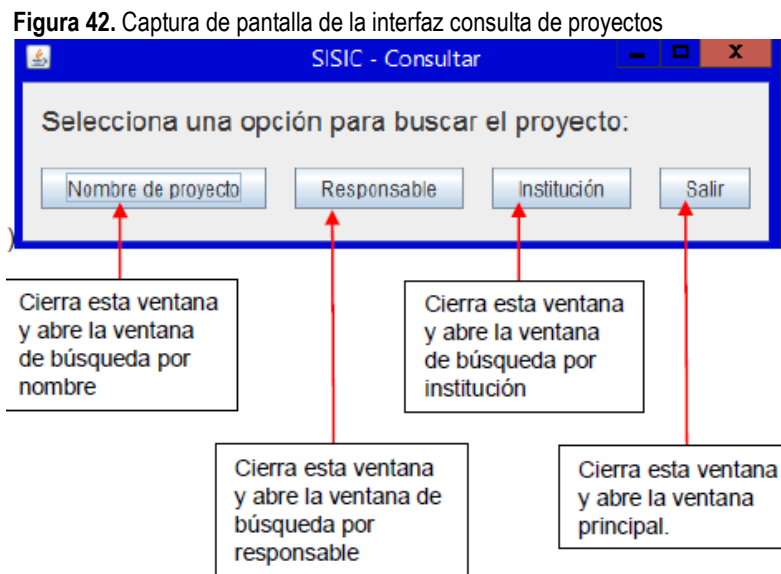 Figura 42. Captura de pantalla de la interfaz consulta de proyectos
SISIC - Consultar
Selecciona una opción para buscar el proyecto:
Nombre de proyecto
Responsable
Institución
Salir
)
Cierra esta ventana
y abre la ventana
de búsqueda por
nombre
Cierra esta ventana
y abre la ventana
de búsqueda por
institución
Cierra esta ventana
y abre la ventana de
búsqueda por
responsable
Cierra esta ventana
y abre la ventana
principal.